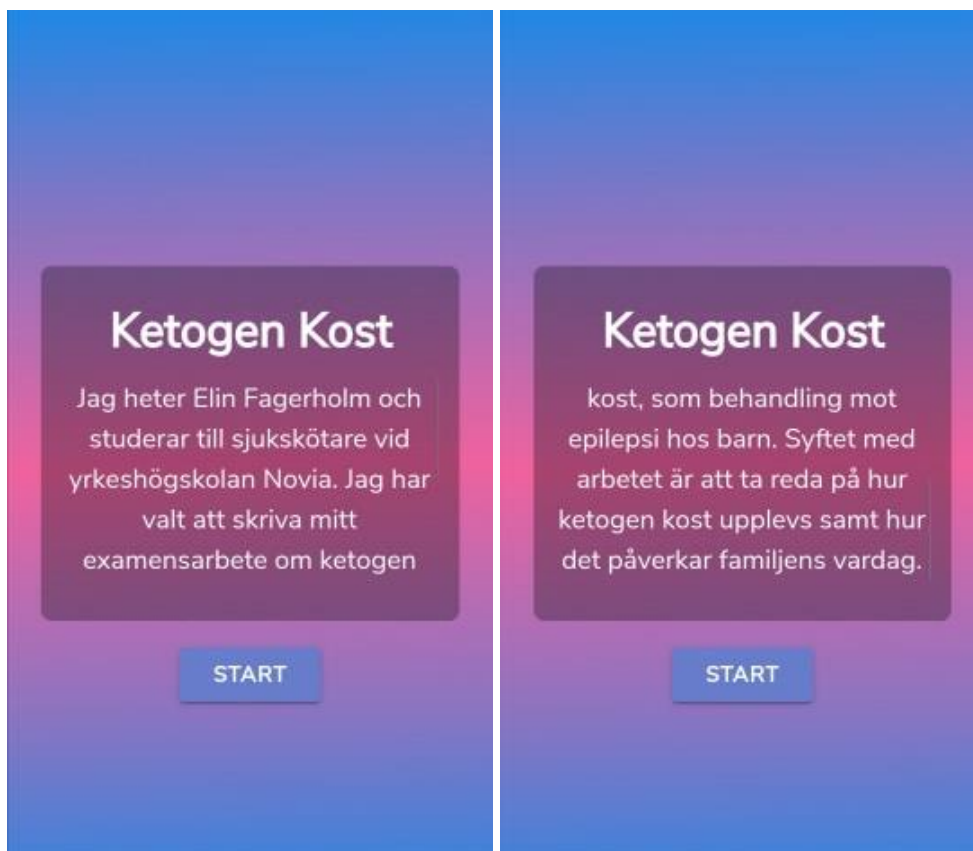 Ketogen Kost
Jag heter Elin Fagerholm och
studerar till sjukskötare vid
yrkeshögskolan Novia. Jag har
valt att skriva mitt
examensarbete om ketogen
START
Ketogen Kost
kost, som behandling mot
epilepsi hos barn. Syftet med
arbetet är att ta reda på hur
ketogen kost upplevs samt hur
det påverkar familjens vardag.
START